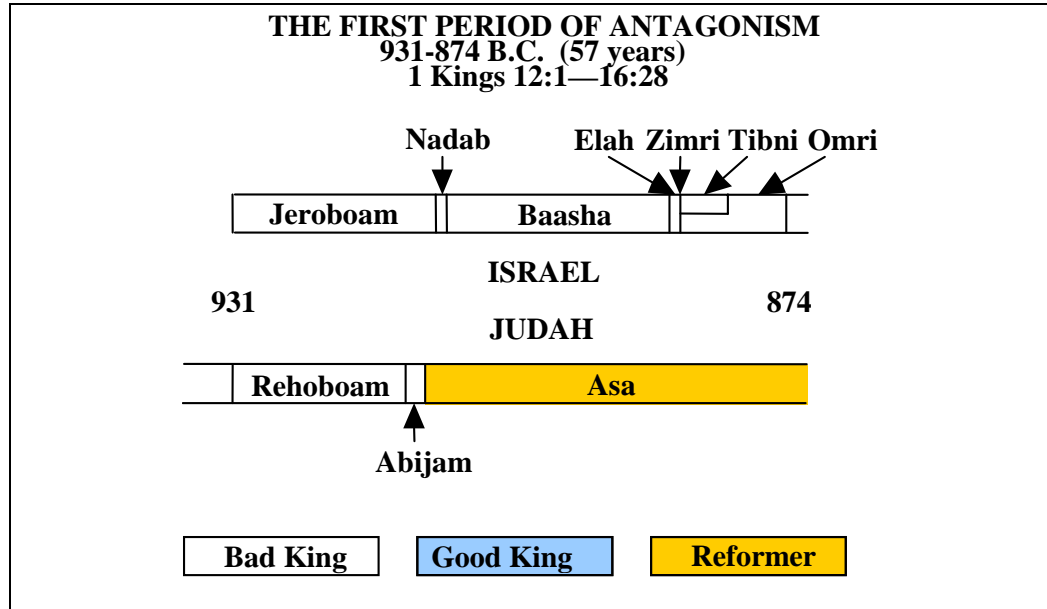 THE FIRST PERIOD OF ANTAGONISM
931-874 B.C. (57 years)
1 Kings 12:1—16:28
Nadab Elah Zimri Tibni Omri
Jeroboam Baasha
ISRAEL
931 874
JUDAH
Rehoboam Asa
Abijam
Bad King Good King Reformer